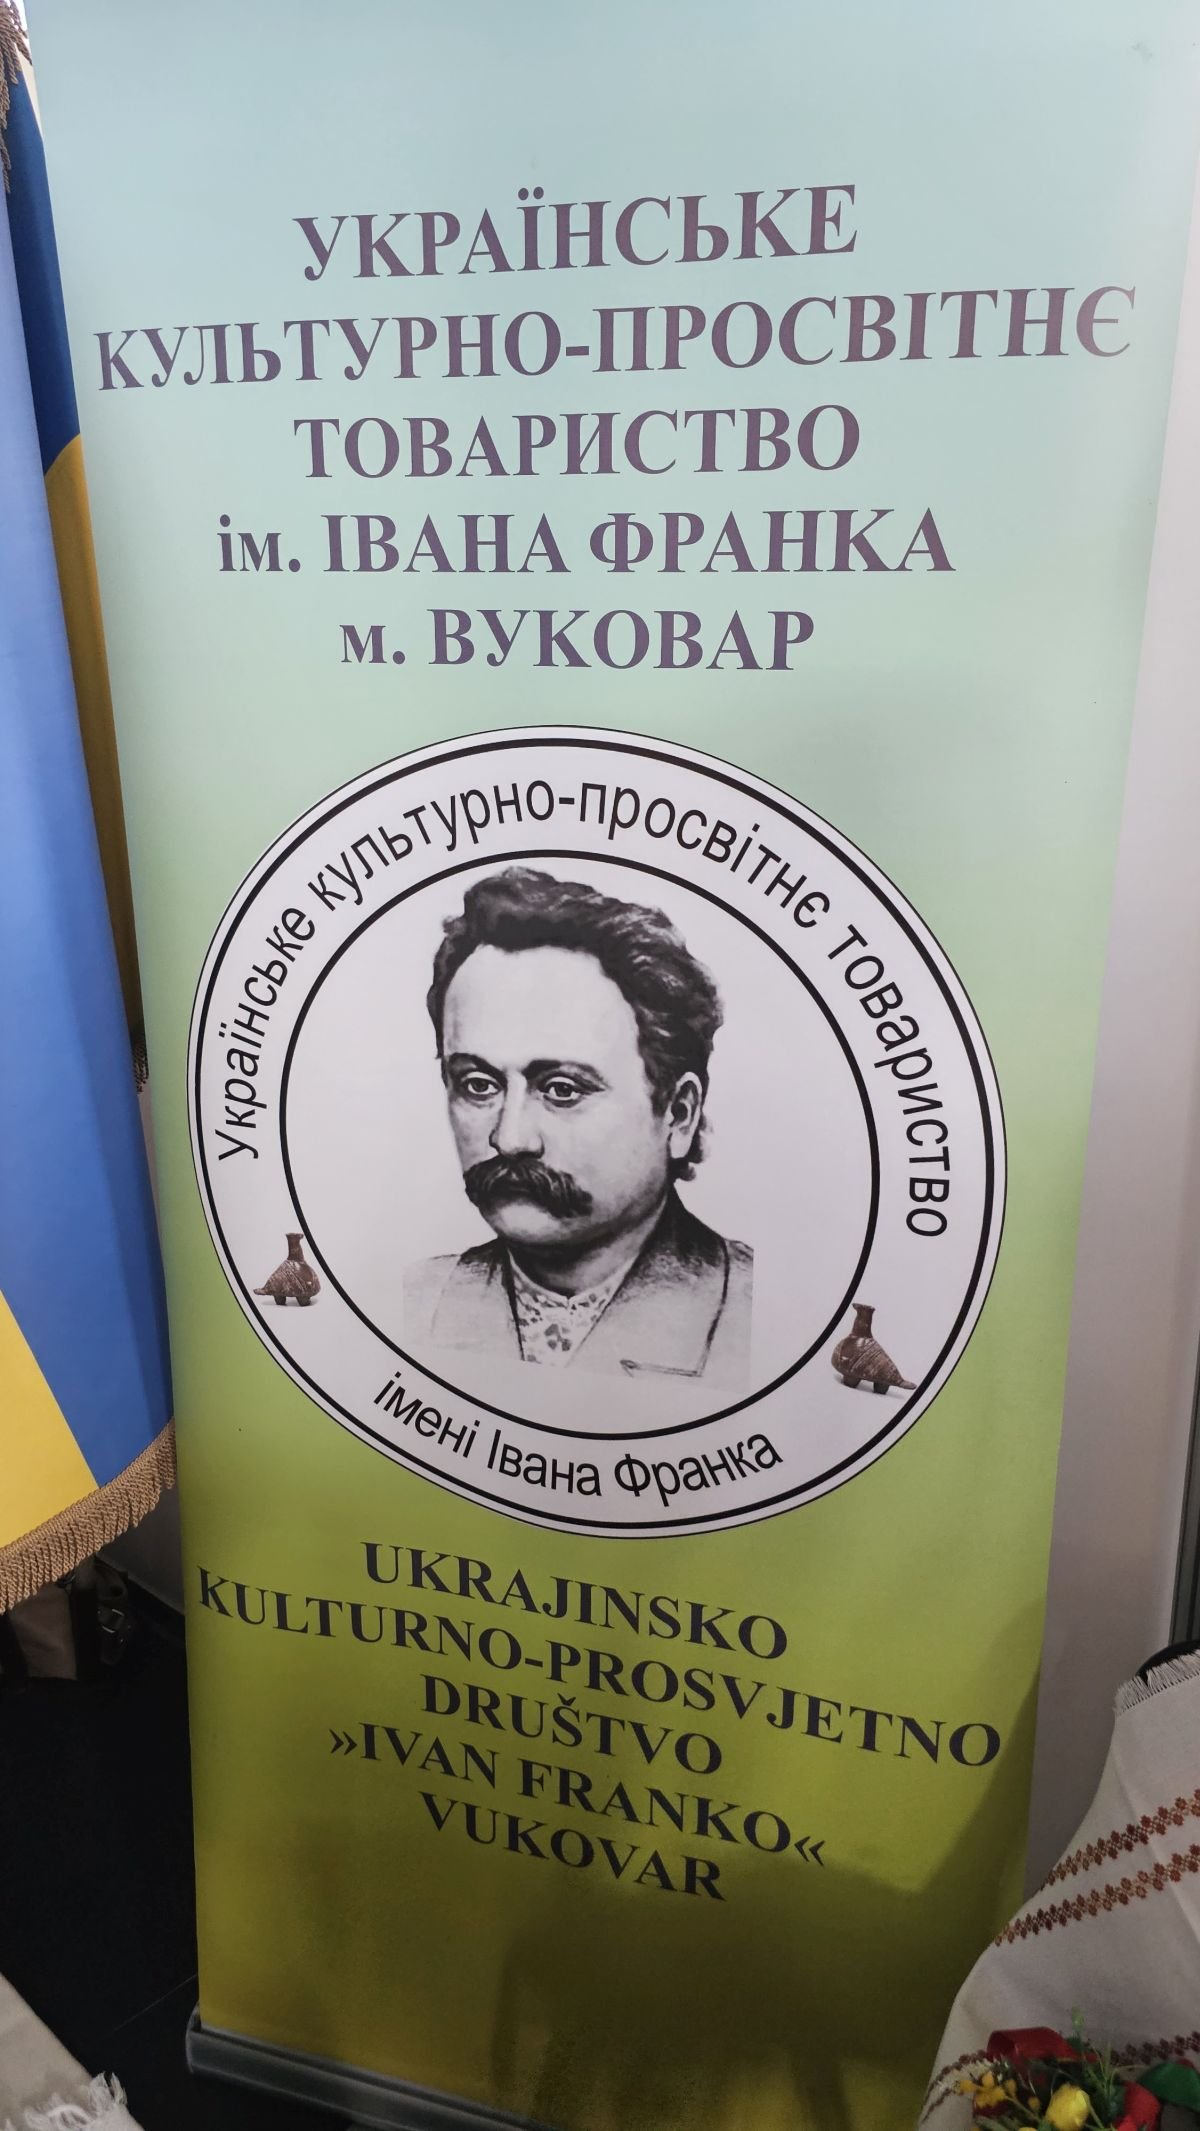 УКРАЇНСЬКЕ
КУЛЬТУРНО-ПРОСВІТНЄ
ТОВАРИСТВО
ім. ІВАНА ФРАНКА
м. ВУКОВАР
Українське культурно-просвітнє товариство
імені Івана Франка
UKRAJINSKO
KULTURNO-PROSVJETNO
DRUŠTVO
»IVAN FRANKO«
VUKOVAR